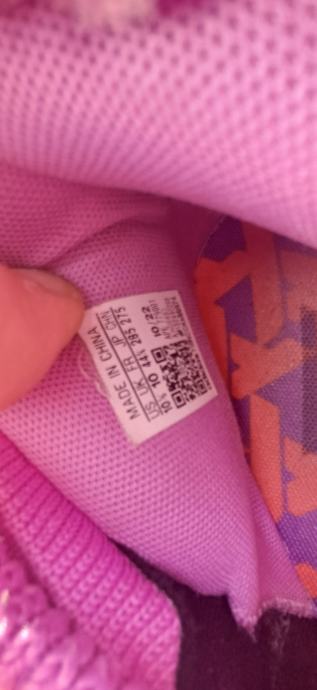 MADE IN CHINA
US UK FR JP CHN
10½ 10 44⅔ 285 275
10/22